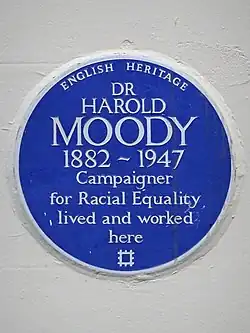 ENGLISH HERITAGE
DR
HAROLD
MOODY
1882 ~ 1947
Campaigner
for Racial Equality
lived and worked
here